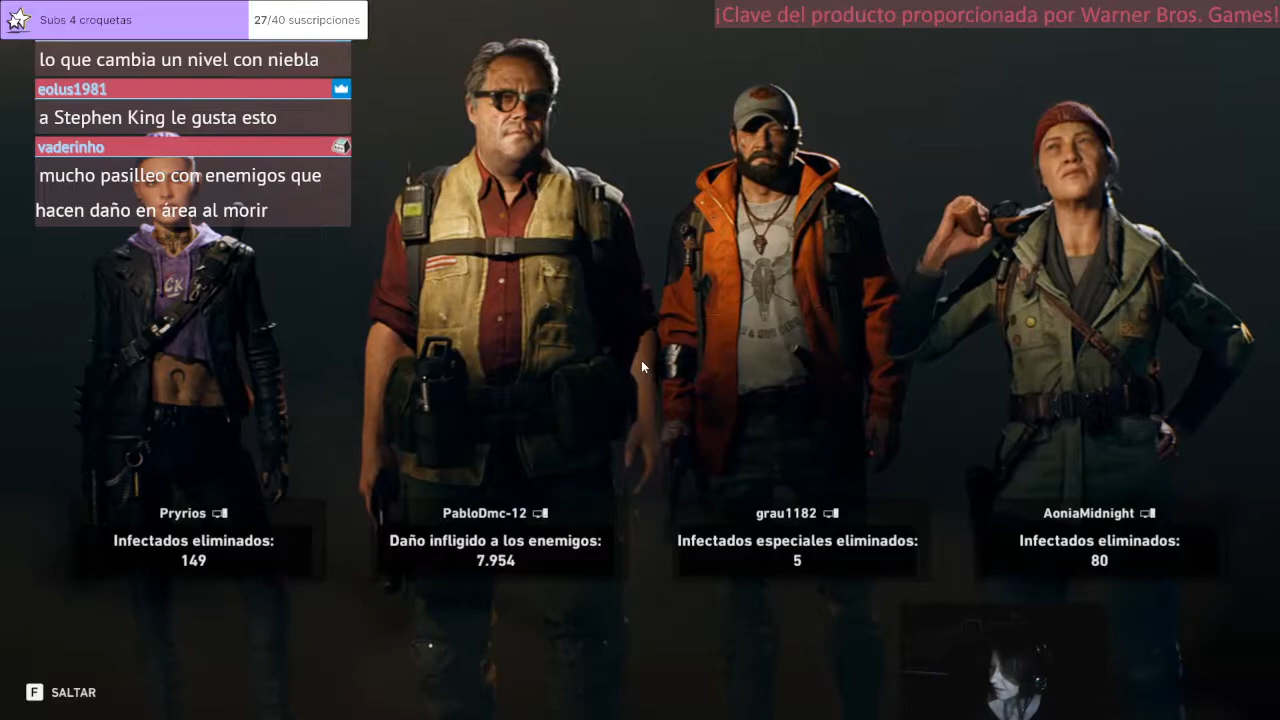 Subs 4 croquetas
27/40 suscripciones
¡Clave del producto proporcionada por Warner Bros. Games!
lo que cambia un nivel con niebla
eolus1981
a Stephen King le gusta esto
vaderinho
mucho pasilleo con enemigos que
hacen daño en área al morir
CK
Pryrios
Infectados eliminados:
149
PabloDmc-12
Daño infligido a los enemigos:
7.954
grau1182
Infectados especiales eliminados:
5
AoniaMidnight
Infectados eliminados:
80
F SALTAR